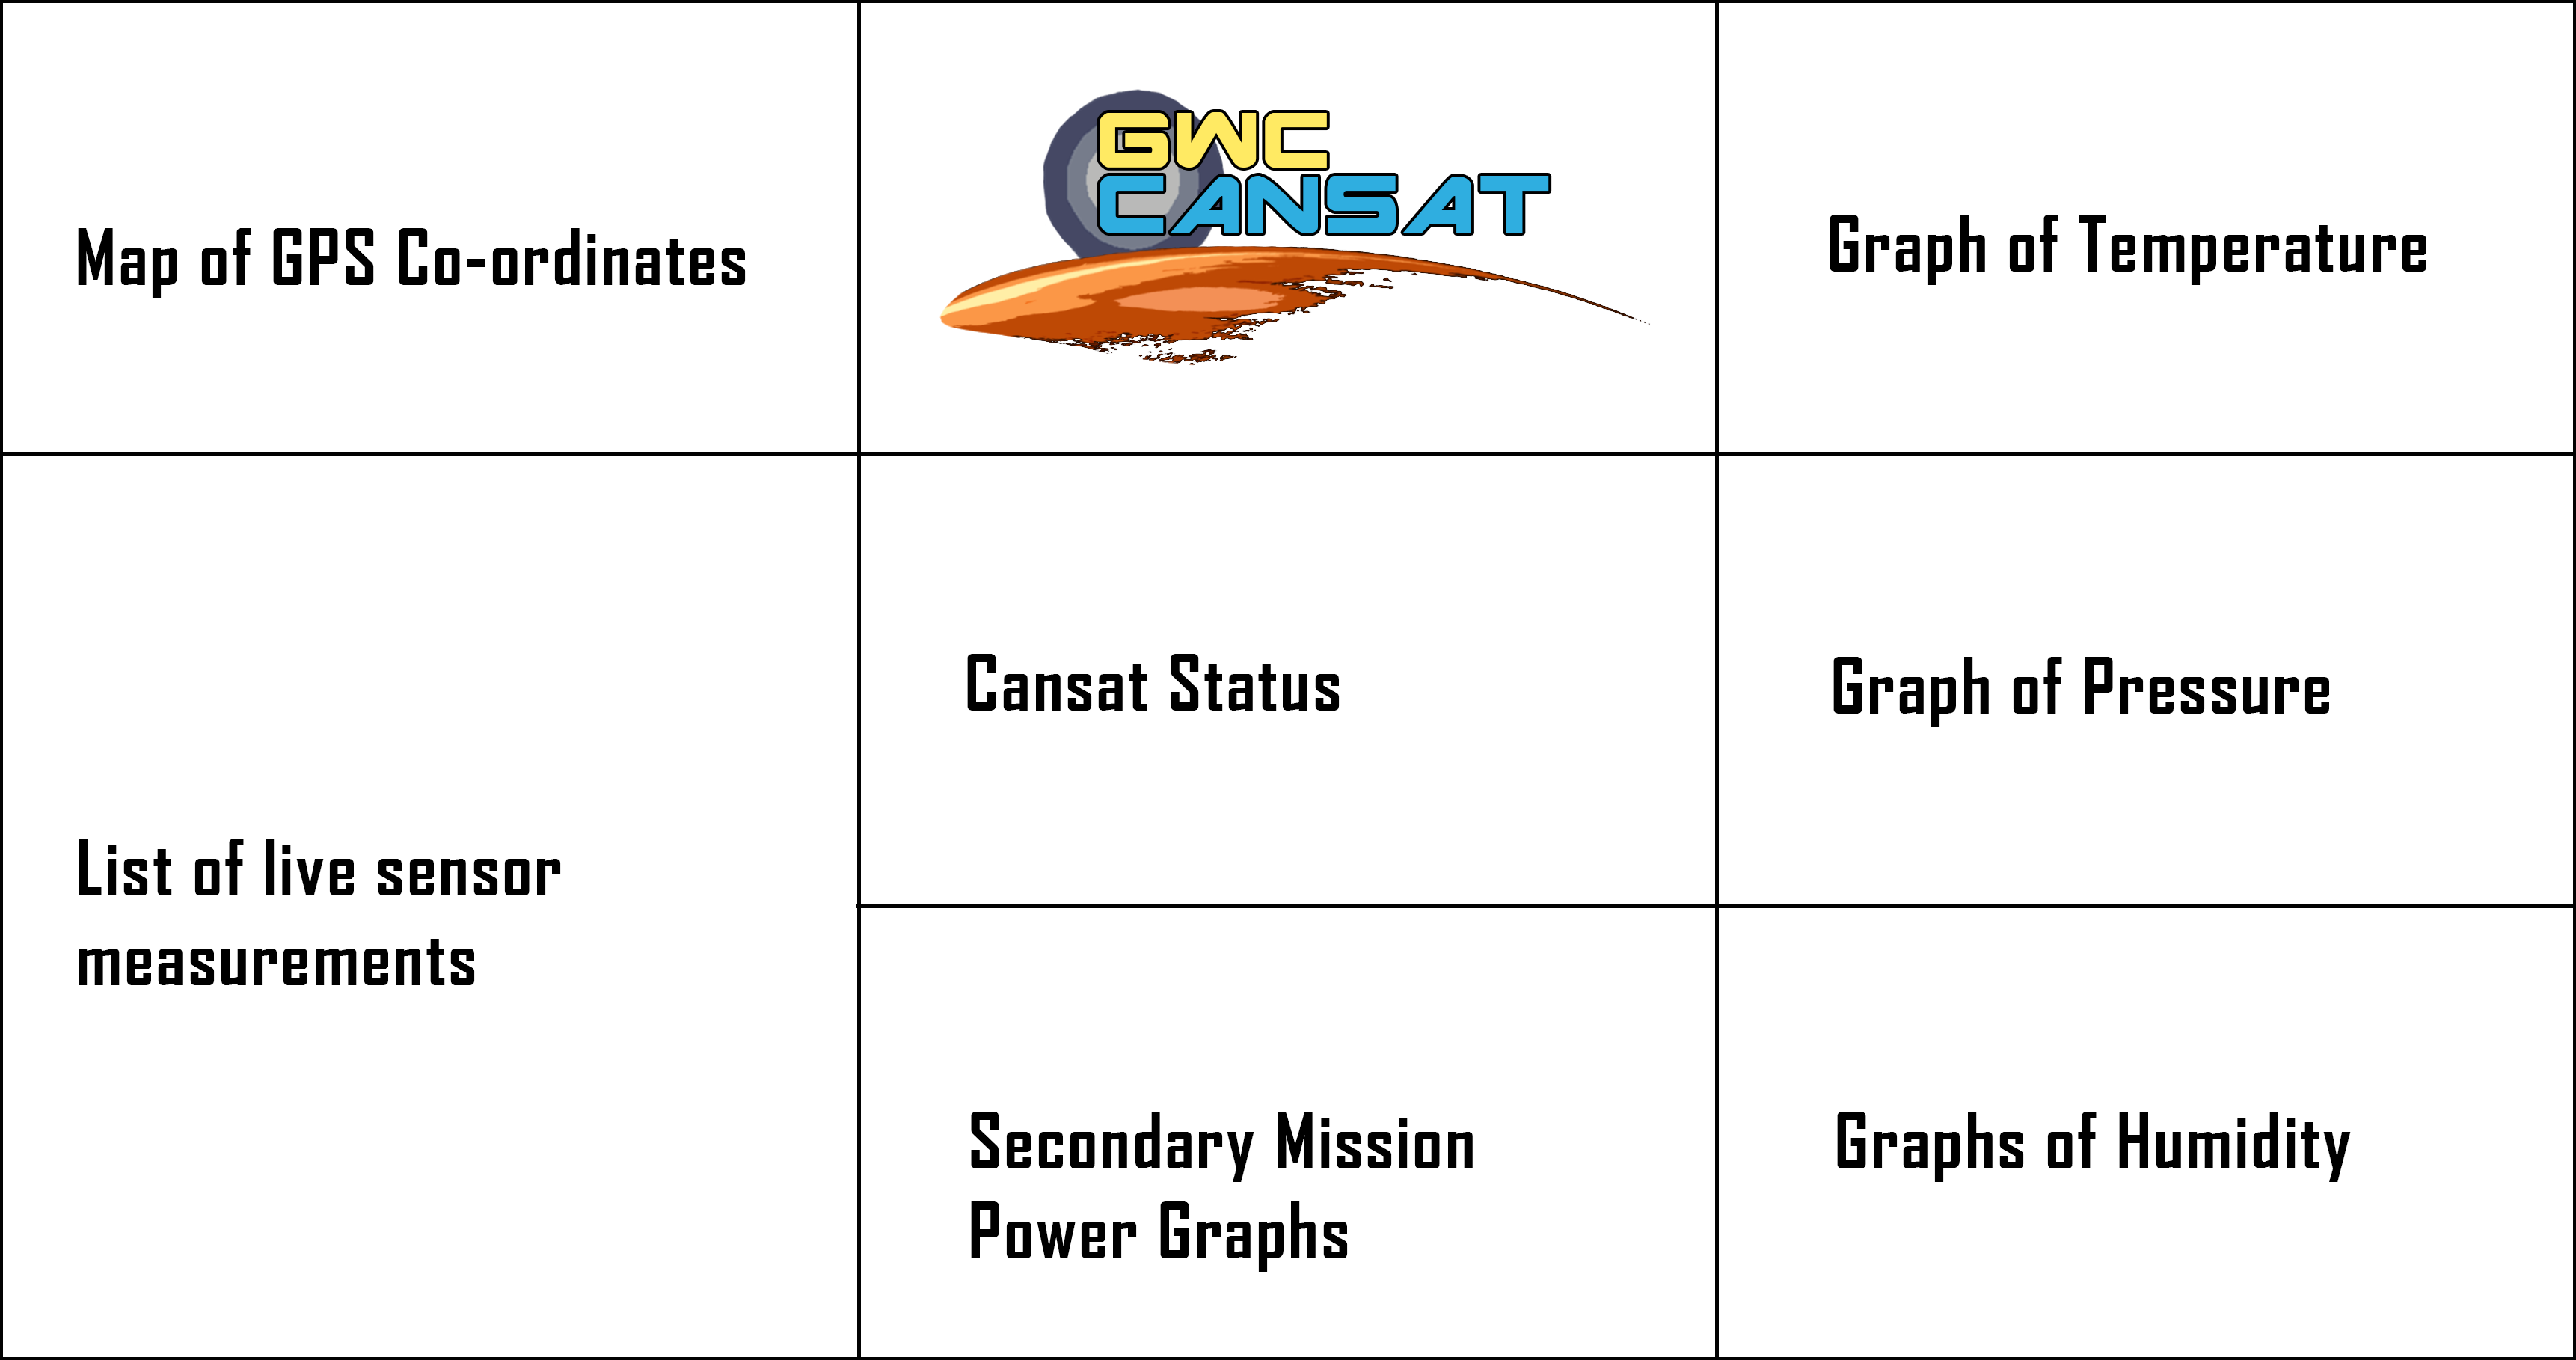 Map of GPS Co-ordinates
GWC
CANSAT
Graph of Temperature
List of live sensor
measurements
Cansat Status
Graph of Pressure
Secondary Mission
Power Graphs
Graphs of Humidity